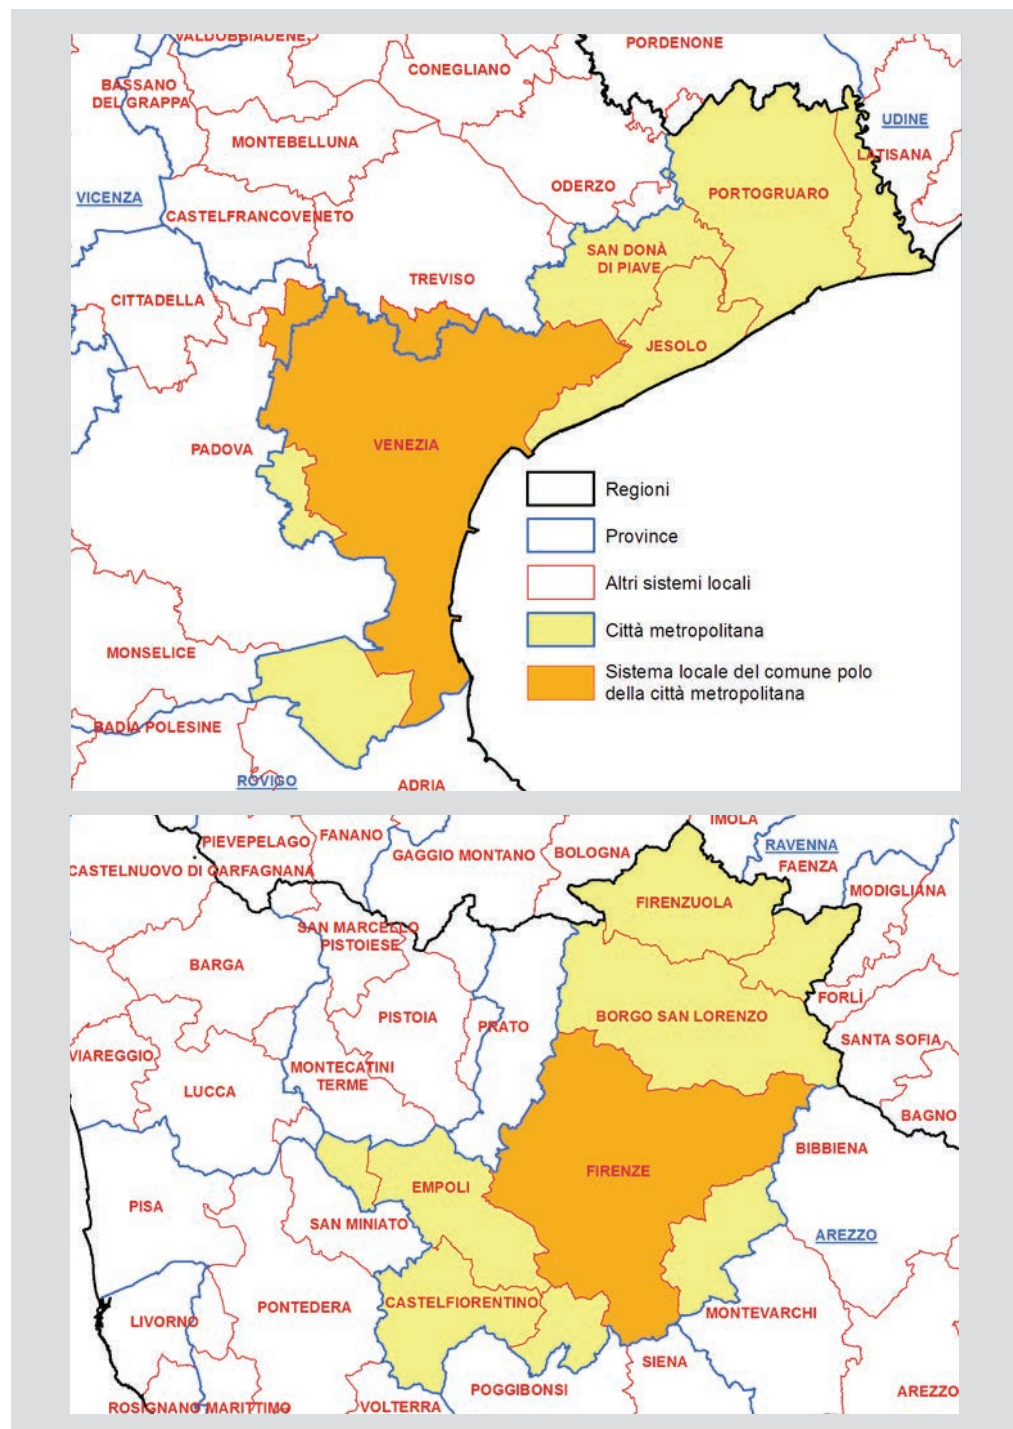 VALDOBBIADENE
PORDENONE
CONEGLIANO
BASSANO
DEL GRAPPA
UDINE
MONTEBELLUNA
LATISANA
ODERZO
PORTOGRUARO
VICENZA
CASTELFRANCOVENETO
SAN DONÀ
DI PIAVE
TREVISO
CITTADELLA
JESOLO
VENEZIA
PADOVA
Regioni
Province
Altri sistemi locali
Città metropolitana
Sistema locale del comune polo
della città metropolitana
MONSELICE
BADIA POLESINE
ROVIGO
ADRIA
IMOLA
FANANO
PIEVEPELAGO
RAVENNA
GAGGIO MONTANO
BOLOGNA
FAENZA
CASTELNUOVO DI GARFAGNANA
MODIGLIANA
FIRENZUOLA
SAN MARCELLO
PISTOIESE
BARGA
FORLÌ
PISTOIA
PRATO
BORGO SAN LORENZO
SANTA SOFIA
VIAREGGIO
MONTECATINI
TERME
LUCCA
BAGNO
BIBBIENA
FIRENZE
EMPOLI
PISA
SAN MINIATO
AREZZO
CASTELFIORENTINO
PONTEDERA
MONTEVARCHI
LIVORNO
SIENA
POGGIBONSI
AREZZO
ROSIGNANO MARITTIMO
VOLTERRA